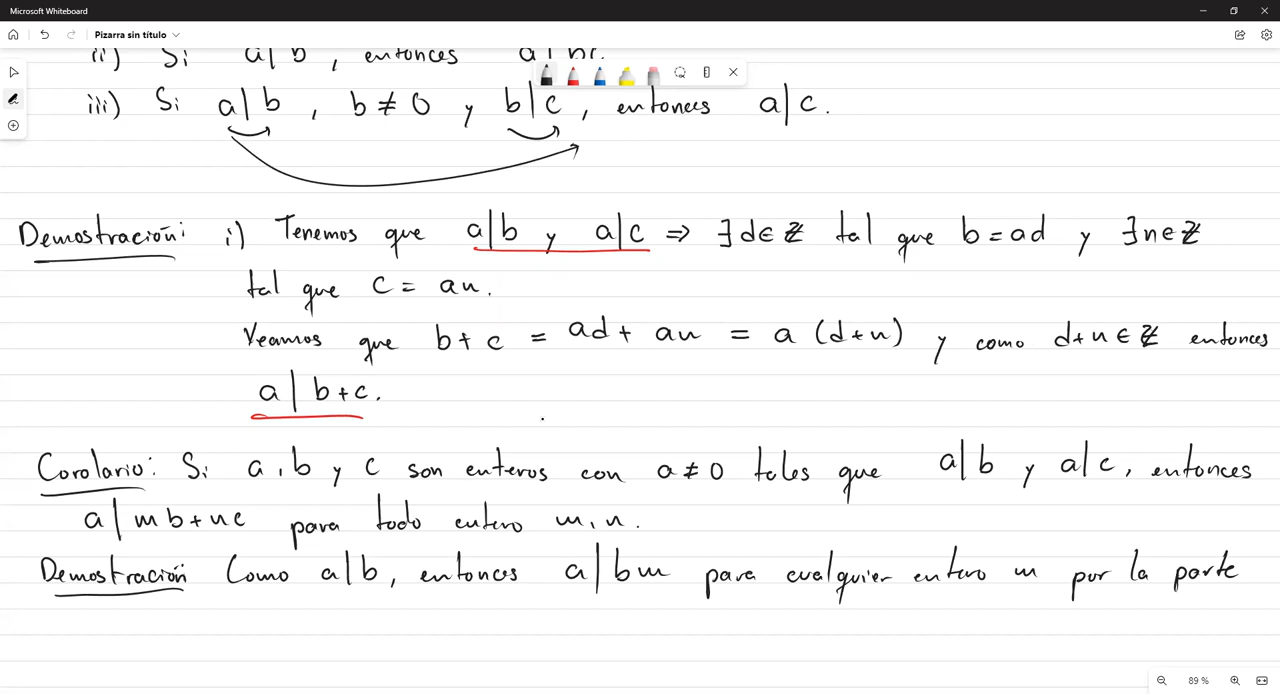 Microsoft Whiteboard
Pizarra sin título
ii) Si a|b, entonces a|bc.
iii) Si a|b, b≠0 y b|c, entonces a|c.
Demostración: i) Tenemos que a|b y a|c ⇒ ∃d∈ℤ tal que b=ad y ∃n∈ℤ
tal que c= an.
Veamos que b+c = ad+ an = a (d+n) y como d+n∈ℤ entonces
a|b+c.
Corolario: Si a,b y c son enteros con a≠0 tales que a|b y a|c, entonces
a|mb+nc para todo entero m,n.
Demostración Como a|b, entonces a|bm para cualquier entero m por la parte
89 %